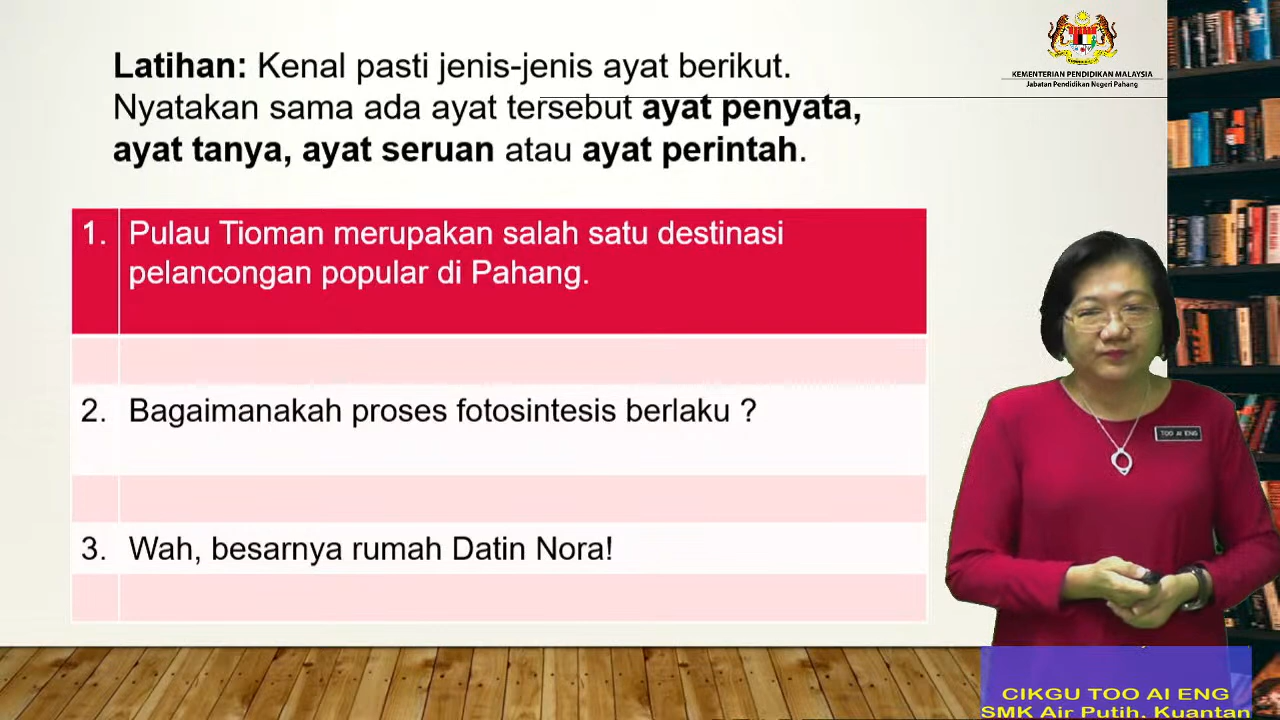 KEMENTERIAN PENDIDIKAN MALAYSIA
Jabatan Pendidikan Negeri Pahang
Latihan: Kenal pasti jenis-jenis ayat berikut.
Nyatakan sama ada ayat tersebut ayat penyata,
ayat tanya, ayat seruan atau ayat perintah.
1. Pulau Tioman merupakan salah satu destinasi
pelancongan popular di Pahang.
2. Bagaimanakah proses fotosintesis berlaku ?
3. Wah, besarnya rumah Datin Nora!
TOO AI ENG
CIKGU TOO AI ENG
SMK Air Putih, Kuantan